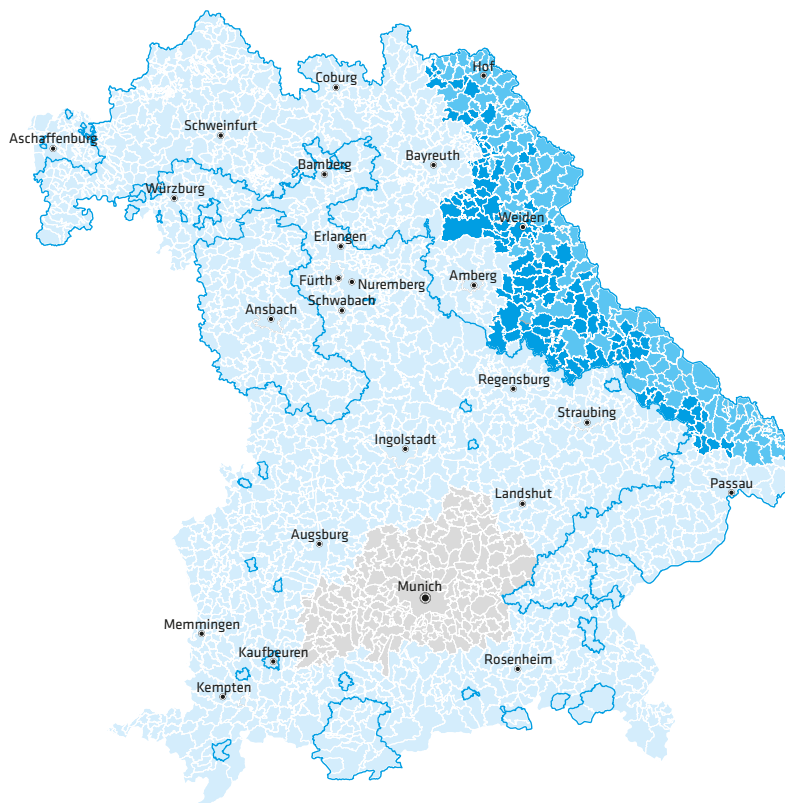 Hof
Coburg
Schweinfurt
Aschaffenburg
Bayreuth
Bamberg
Würzburg
Weiden
Erlangen
Amberg
Fürth
Nuremberg
Schwabach
Ansbach
Regensburg
Straubing
Ingolstadt
Passau
Landshut
Augsburg
Munich
Memmingen
Kaufbeuren
Rosenheim
Kempten